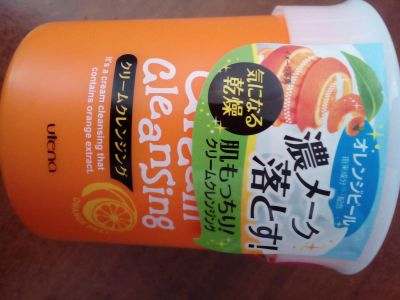 オレンジピール
濃メーク
落とす!
気になる
乾燥
肌もっちり!
クリームクレンジング
Cream
Cleansing
クリームクレンジング
It's a cream cleansing that
contains orange extract.
utena